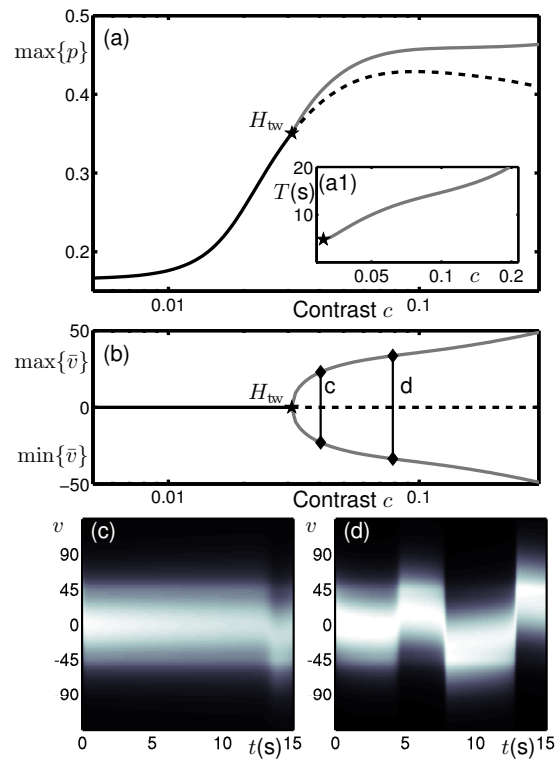 (a)
max{p}
0.5
0.4
0.3
0.2
H_tw
(a1)
T(s)
20
10
0.05 0.1 c 0.2
0.01 Contrast c 0.1
(b)
50
max{v̄}
H_tw
0
min{v̄}
−50
c d
0.01 Contrast c 0.1
(c) (d)
v v
90 90
45 45
0 0
-45 -45
-90 -90
0 5 10 t(s) 15 0 5 10 t(s) 15